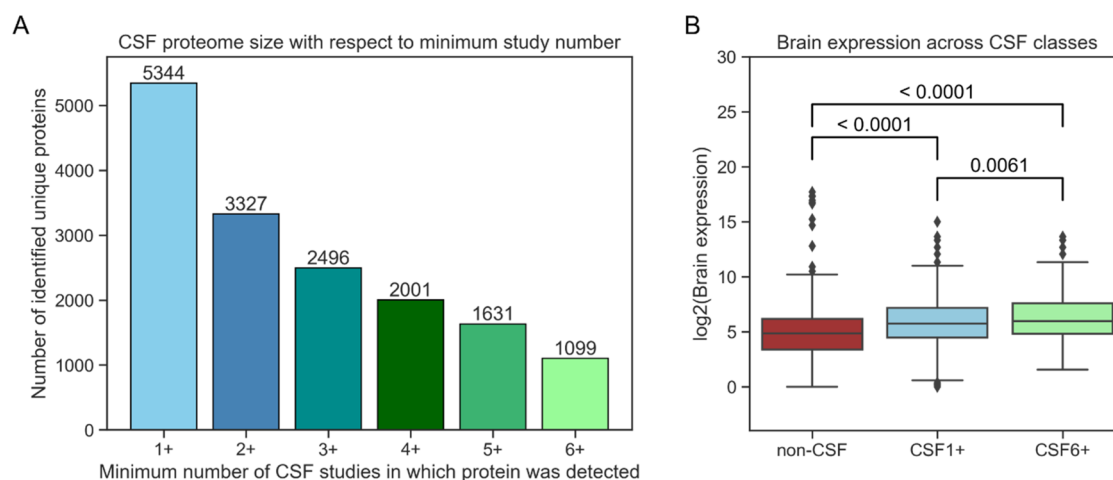 A
CSF proteome size with respect to minimum study number
Number of identified unique proteins
5000
4000
3000
2000
1000
0
5344
3327
2496
2001
1631
1099
1+
2+
3+
4+
5+
6+
Minimum number of CSF studies in which protein was detected
B
Brain expression across CSF classes
log2(Brain expression)
30
25
20
15
10
5
0
< 0.0001
< 0.0001
0.0061
non-CSF
CSF1+
CSF6+